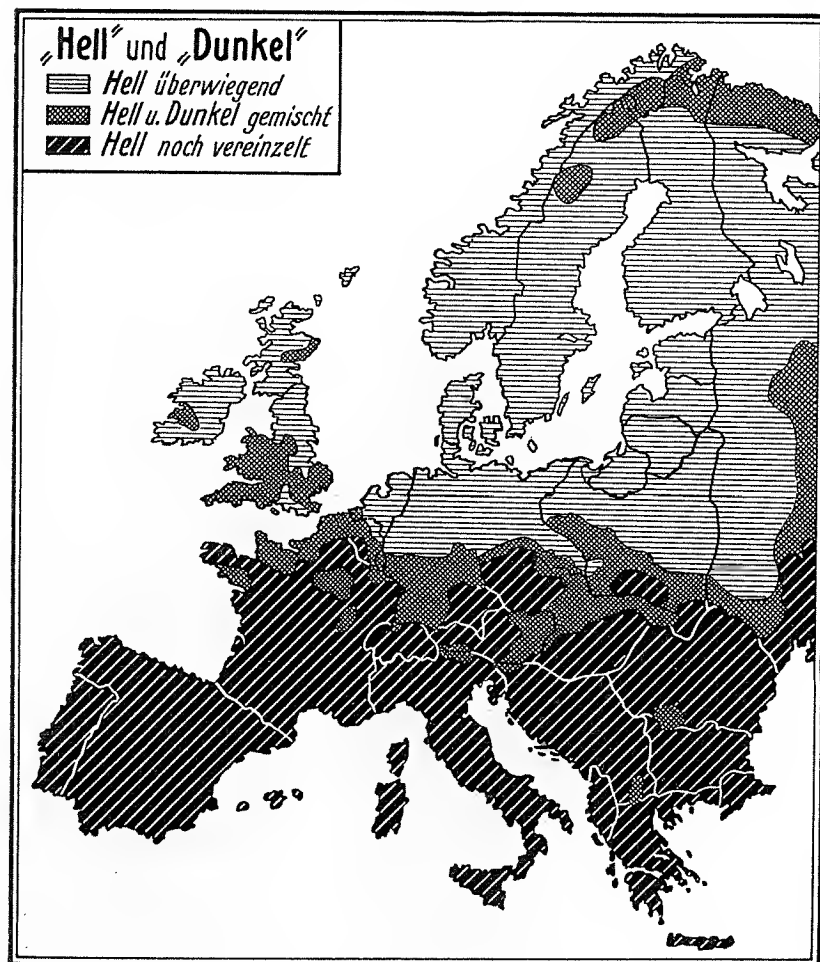 „Hell“ und „Dunkel“
Hell überwiegend
Hell u. Dunkel gemischt
Hell noch vereinzelt